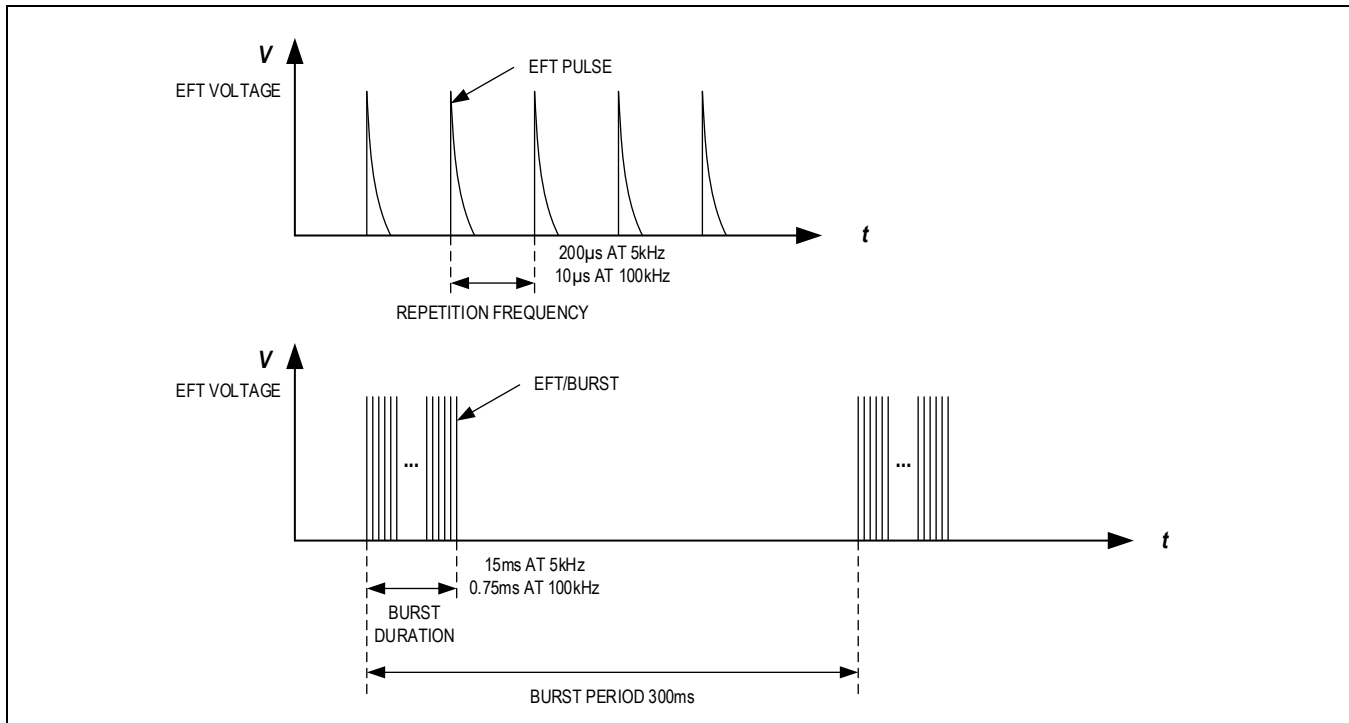 V
EFT PULSE
EFT VOLTAGE
t
200µs AT 5kHz
10µs AT 100kHz
REPETITION FREQUENCY
V
EFT VOLTAGE
EFT/BURST
...
...
t
15ms AT 5kHz
0.75ms AT 100kHz
BURST
DURATION
BURST PERIOD 300ms